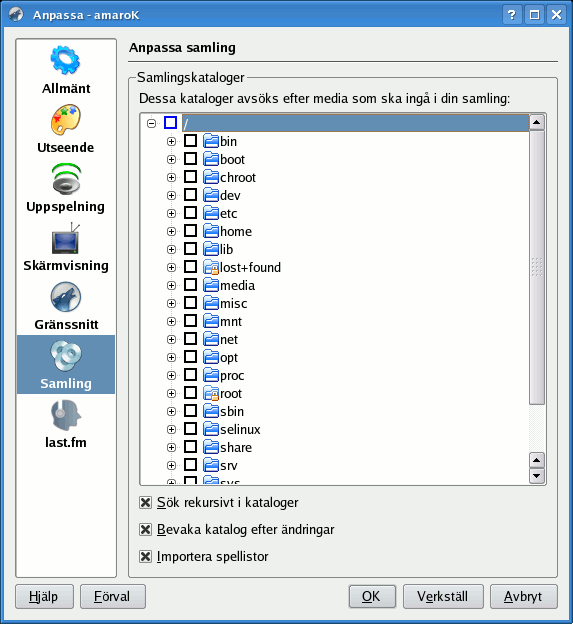 Anpassa - amaroK
Allmänt
Utseende
Uppspelning
Skärmvisning
Gränssnitt
Samling
last.fm
Anpassa samling
Samlingskataloger
Dessa kataloger avsöks efter media som ska ingå i din samling:
/
bin
boot
chroot
dev
etc
home
lib
lost+found
media
misc
mnt
net
opt
proc
root
sbin
selinux
share
srv
sys
Sök rekursivt i kataloger
Bevaka katalog efter ändringar
Importera spellistor
Hjälp Förval OK Verkställ Avbryt